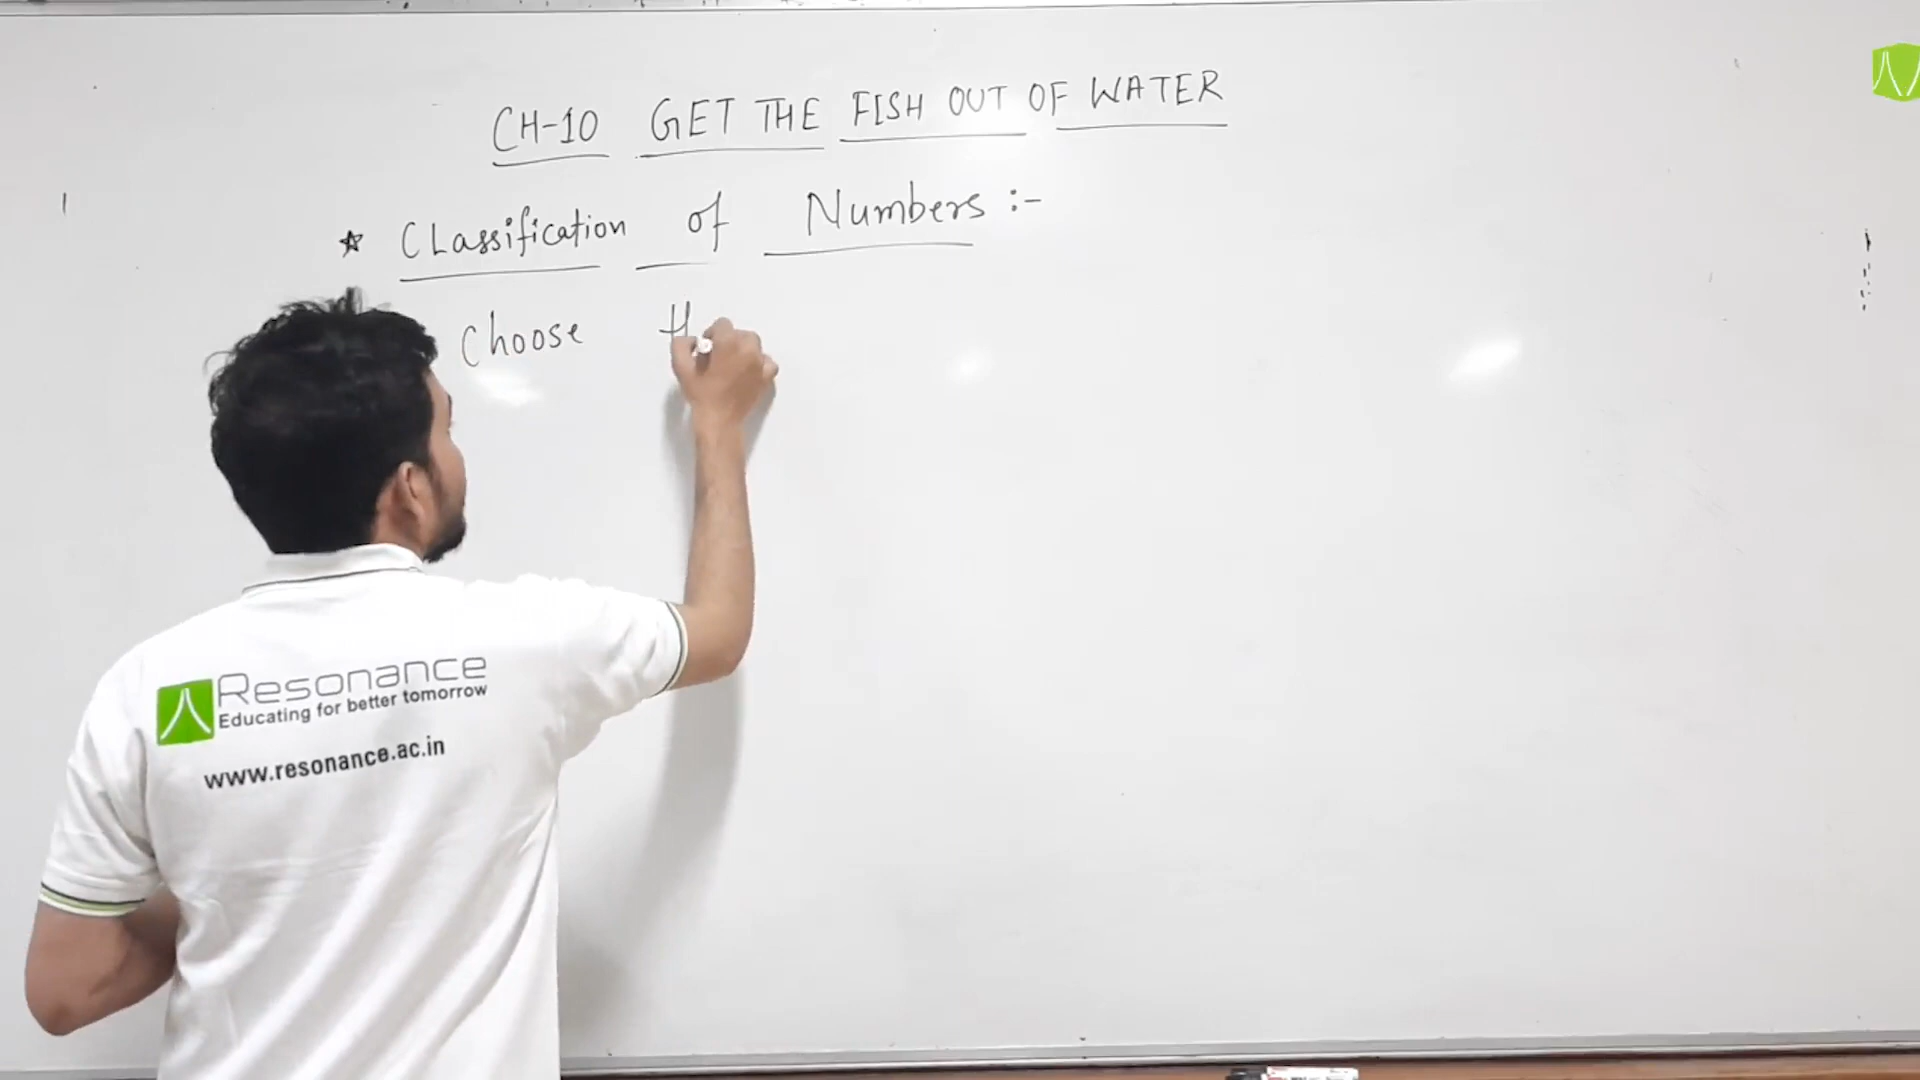 CH-10 GET THE FISH OUT OF WATER
★ Classification of Numbers :-
Choose
Resonance
Educating for better tomorrow
www.resonance.ac.in